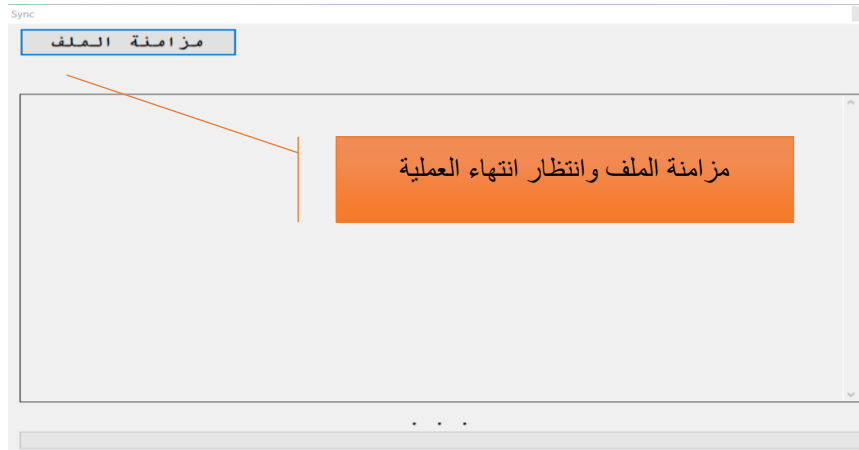 Sync
مزامنة الملف
مزامنة الملف وانتظار انتهاء العملية
. . .